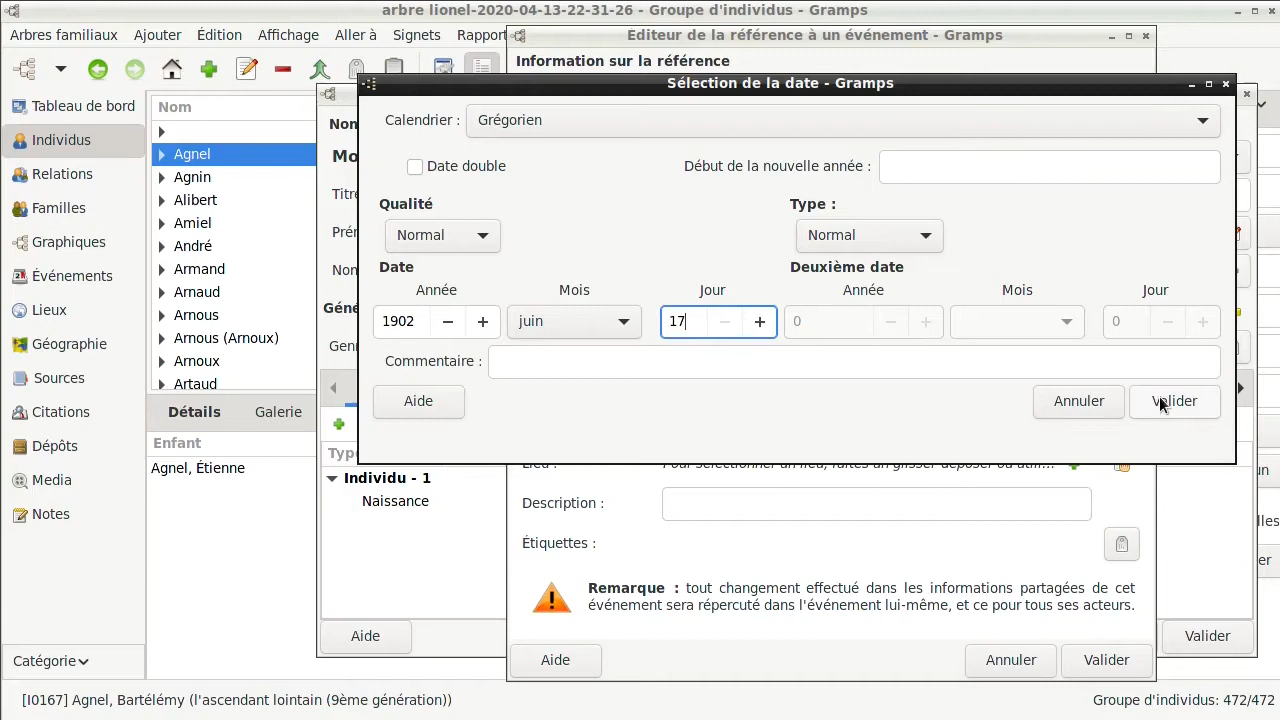 arbre lionel-2020-04-13-22-31-26 - Groupe d'individus - Gramps
Arbres familiaux Ajouter Édition Affichage Aller à Signets Rapport
Éditeur de la référence à un événement - Gramps
Information sur la référence
Sélection de la date - Gramps
Calendrier : Grégorien
Date double Début de la nouvelle année :
Qualité Type :
Normal Normal
Date Deuxième date
Année Mois Jour Année Mois Jour
1902 juin 17 0 0
Commentaire :
Aide Annuler Valider
Tableau de bord
Individus
Relations
Familles
Graphiques
Événements
Lieux
Géographie
Sources
Citations
Dépôts
Media
Notes
Catégorie
Nom
Agnel
Agnin
Alibert
Amiel
André
Armand
Arnaud
Arnous
Arnous (Arnoux)
Arnoux
Artaud
Détails Galerie
Enfant
Agnel, Étienne
Individu - 1
Naissance
Aide
Description :
Étiquettes :
Remarque : tout changement effectué dans les informations partagées de cet
événement sera répercuté dans l'événement lui-même, et ce pour tous ses acteurs.
Aide Annuler Valider
Valider
[I0167] Agnel, Bartélémy (l'ascendant lointain (9ème génération))
Groupe d'individus: 472/472